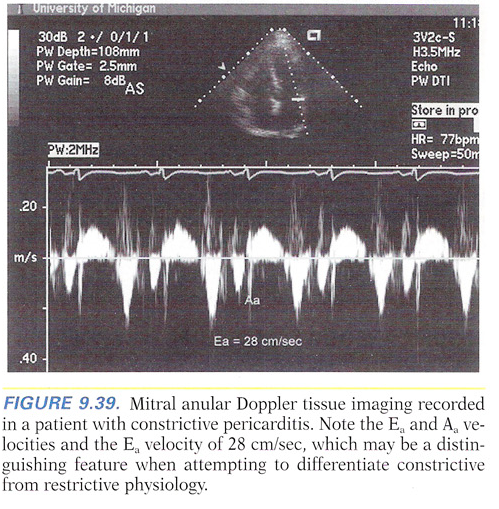 University of Michigan
11:1
30dB 2 •/ 0/1/1
PW Depth=108mm
PW Gate= 2.5mm
PW Gain= 8dB
AS
3V2c-S
H3.5MHz
Echo
PW DTI
Store in pro
HR= 77bpm
Sweep=50m
PW:2MHz
.20
m/s
.40
Aa
Ea = 28 cm/sec
FIGURE 9.39. Mitral anular Doppler tissue imaging recorded
in a patient with constrictive pericarditis. Note the Ea and Aa ve-
locities and the Ea velocity of 28 cm/sec, which may be a distin-
guishing feature when attempting to differentiate constrictive
from restrictive physiology.